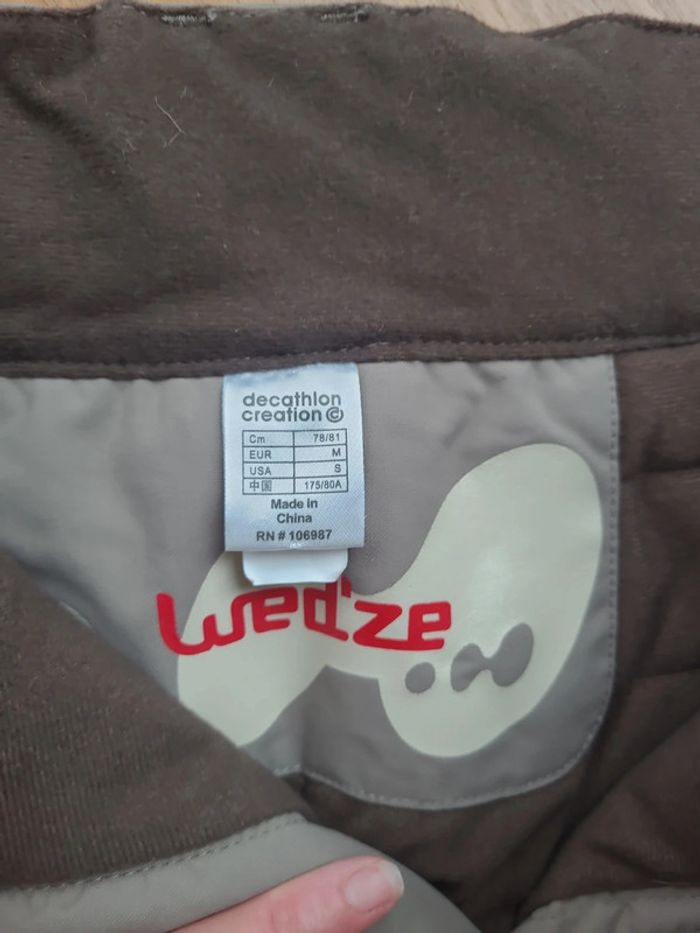 decathlon
creation ©
Cm 78/81
EUR M
USA S
中国 175/80A
Made in
China
RN # 106987
wed'ze